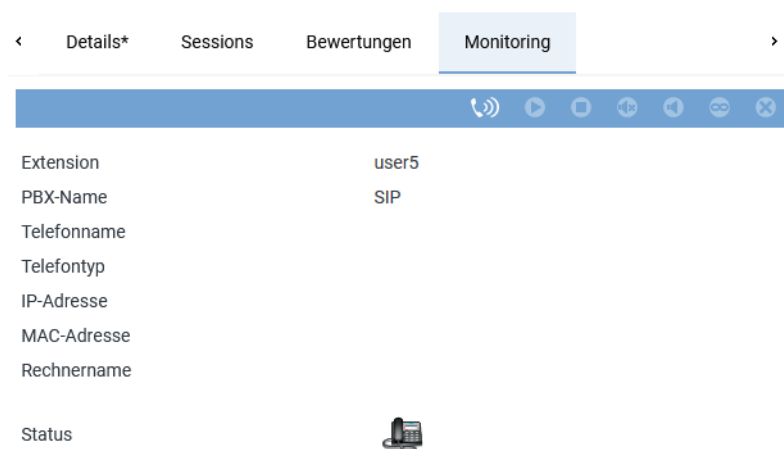 Details* Sessions Bewertungen Monitoring
Extension user5
PBX-Name SIP
Telefonname
Telefontyp
IP-Adresse
MAC-Adresse
Rechnername
Status